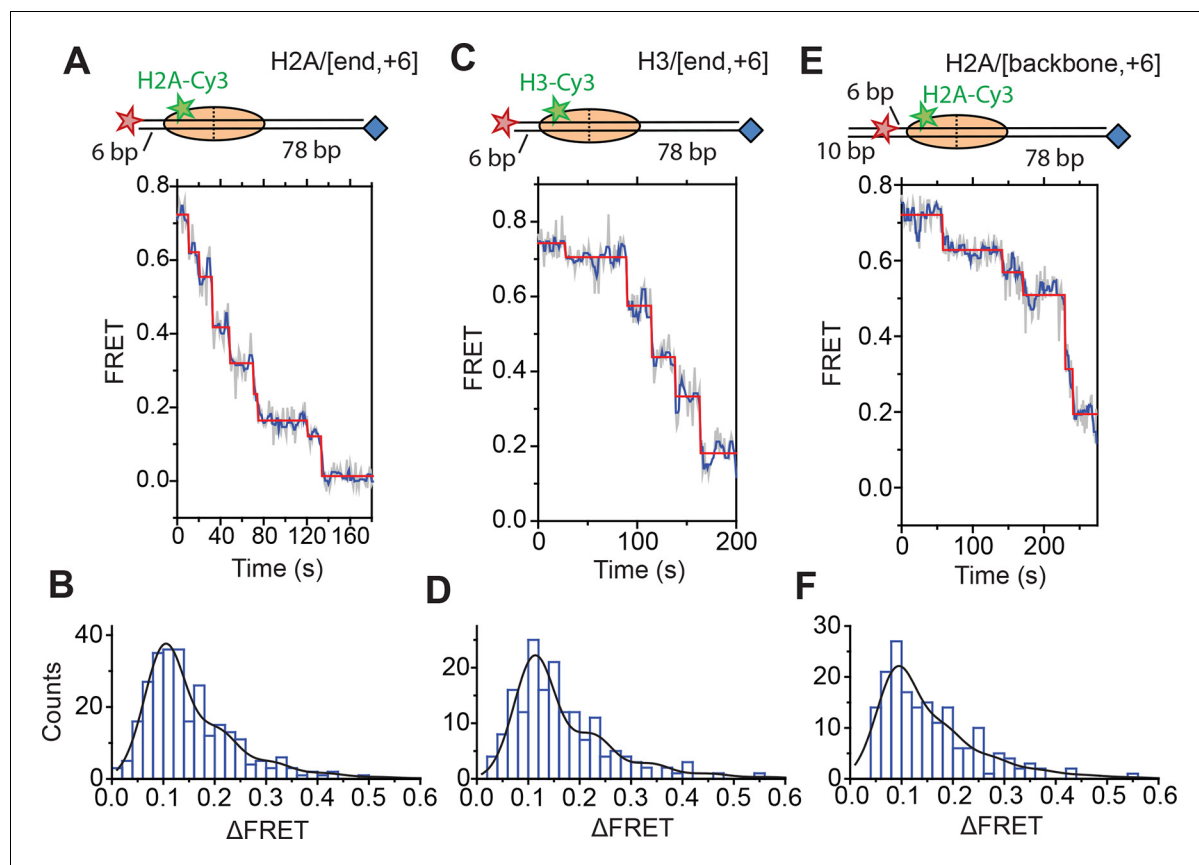 A
H2A/[end,+6]
H2A-Cy3
6 bp
78 bp
0.8
0.6
0.4
0.2
0.0
FRET
0 40 80 120 160
Time (s)
B
40
20
0
Counts
0.0 0.1 0.2 0.3 0.4 0.5 0.6
ΔFRET
C
H3/[end,+6]
H3-Cy3
6 bp
78 bp
0.8
0.6
0.4
0.2
0.0
FRET
0 100 200
Time (s)
D
20
10
0
0.0 0.1 0.2 0.3 0.4 0.5 0.6
ΔFRET
E
H2A/[backbone,+6]
6 bp
H2A-Cy3
10 bp
78 bp
0.8
0.6
0.4
0.2
0.0
FRET
0 100 200
Time (s)
F
30
20
10
0
0.0 0.1 0.2 0.3 0.4 0.5 0.6
ΔFRET